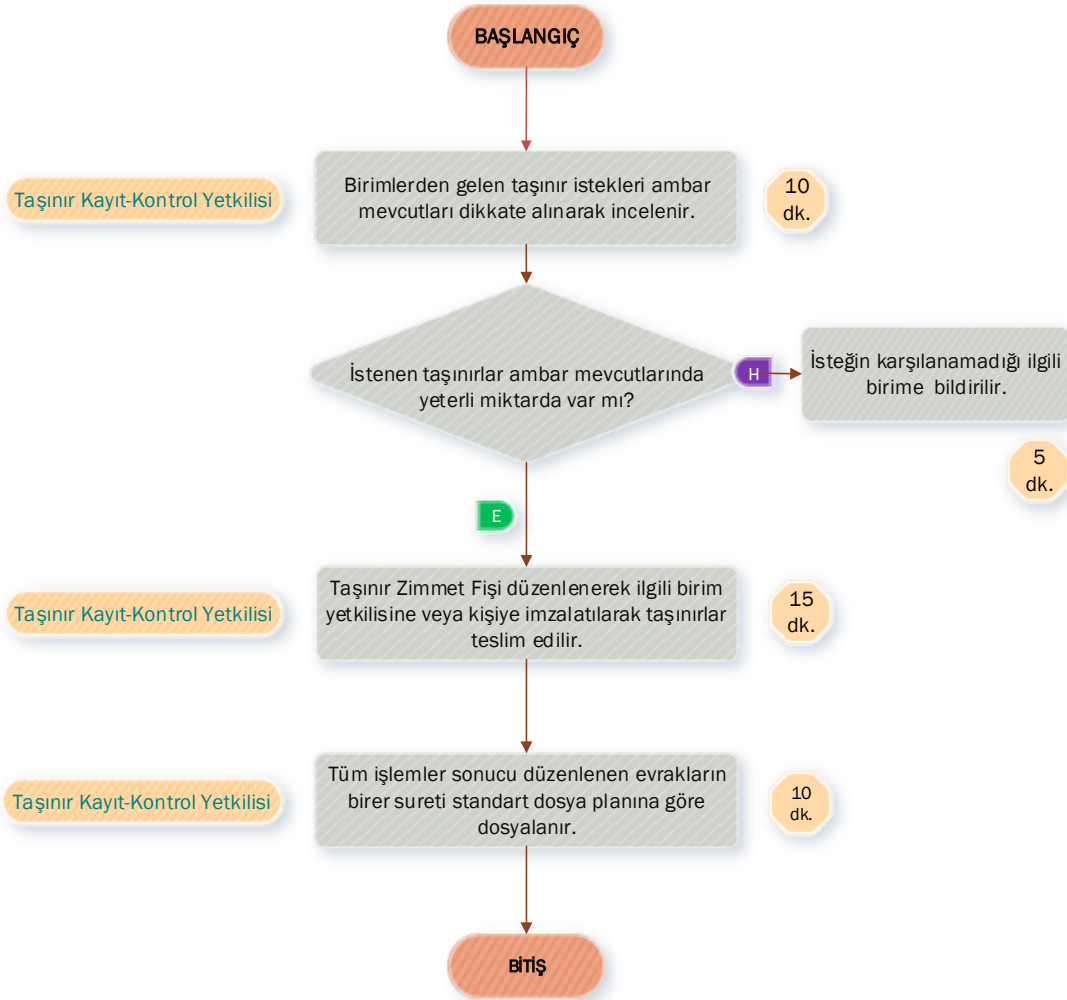 BAŞLANGIÇ
Taşınır Kayıt-Kontrol Yetkilisi
Birimlerden gelen taşınır istekleri ambar
mevcutları dikkate alınarak incelenir.
10
dk.
İstenen taşınırlar ambar mevcutlarında
yeterli miktarda var mı?
H
İsteğin karşılanamadığı ilgili
birime bildirilir.
5
dk.
E
Taşınır Kayıt-Kontrol Yetkilisi
Taşınır Zimmet Fişi düzenlenerek ilgili birim
yetkilisine veya kişiye imzalatılarak taşınırlar
teslim edilir.
15
dk.
Taşınır Kayıt-Kontrol Yetkilisi
Tüm işlemler sonucu düzenlenen evrakların
birer sureti standart dosya planına göre
dosyalanır.
10
dk.
BİTİŞ